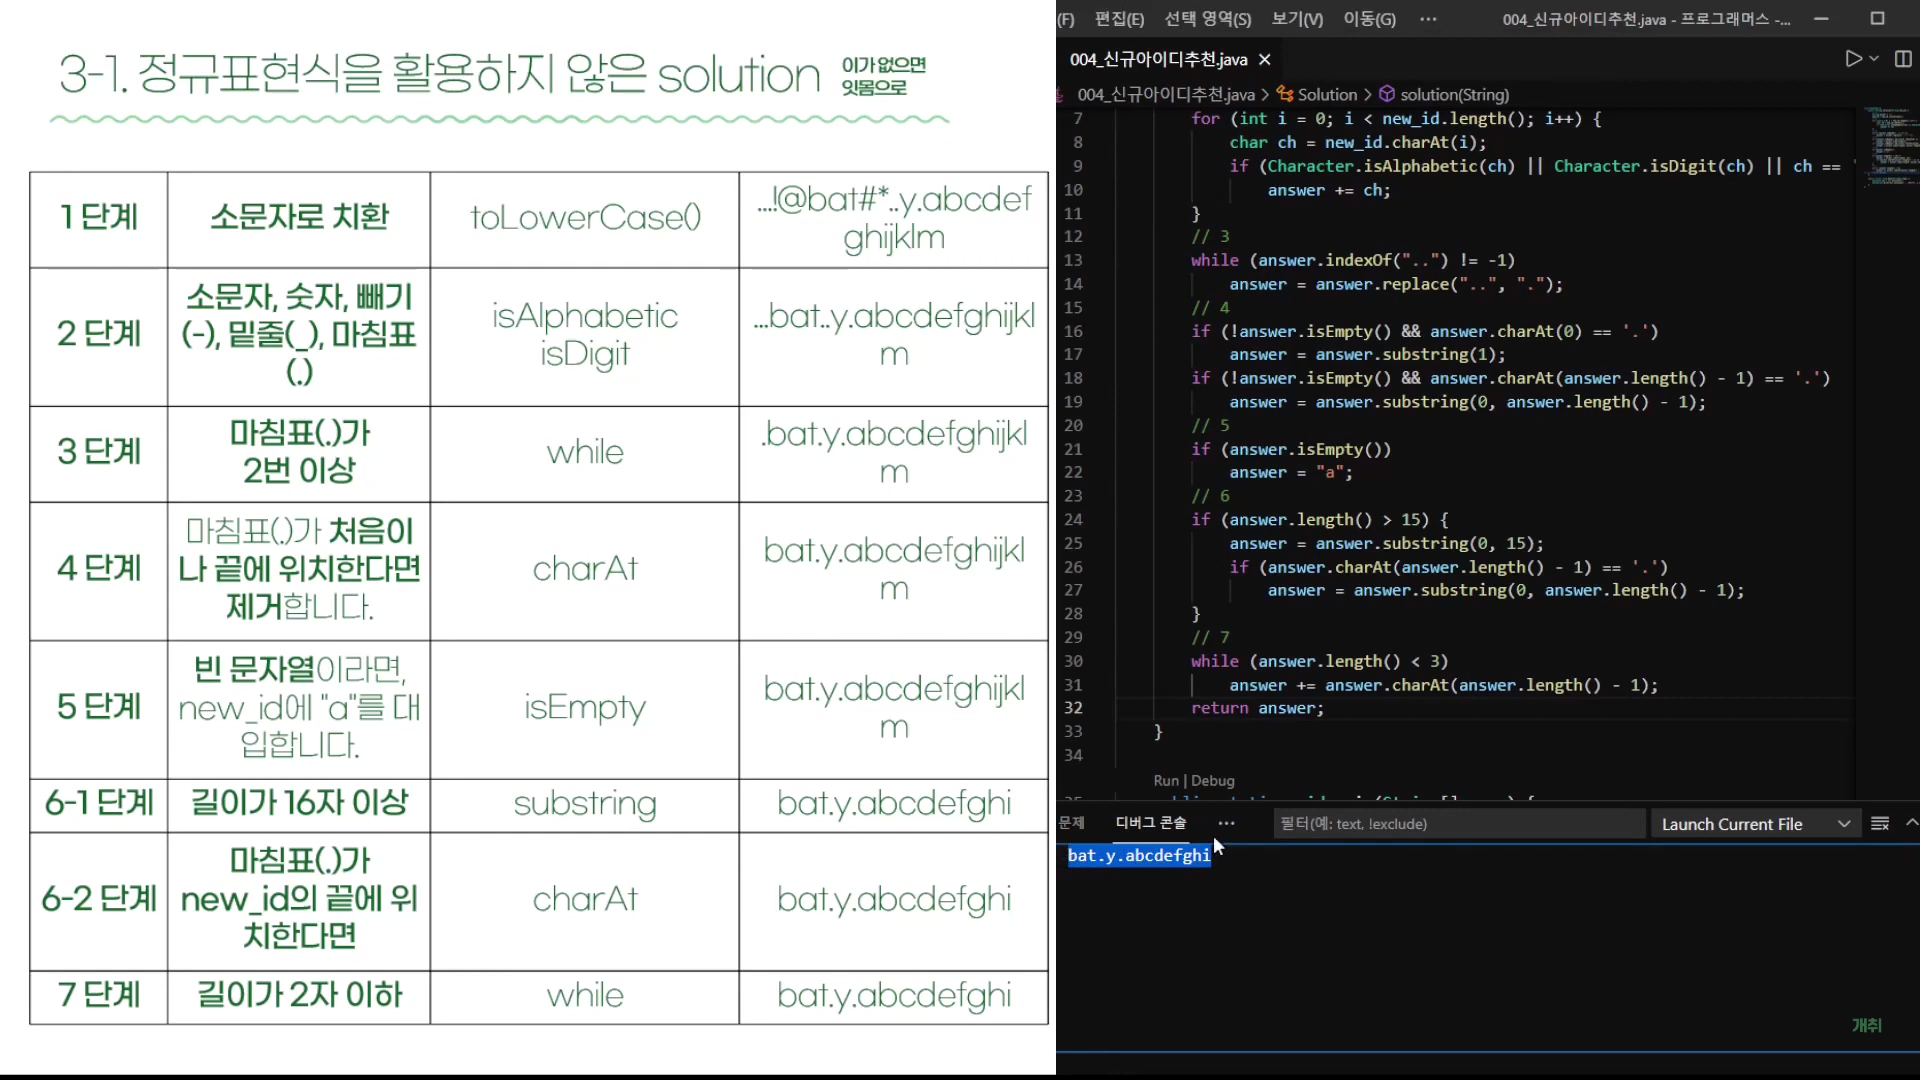 3-1. 정규표현식을 활용하지 않은 solution
이가 없으면
잇몸으로
1 단계
소문자로 치환
toLowerCase()
...!@bat#*..y.abcdef
ghijklm
2 단계
소문자, 숫자, 빼기
(-), 밑줄(_), 마침표
(.)
isAlphabetic
isDigit
...bat..y.abcdefghijkl
m
3 단계
마침표(.)가
2번 이상
while
.bat.y.abcdefghijkl
m
4 단계
마침표(.)가 처음이
나 끝에 위치한다면
제거합니다.
charAt
bat.y.abcdefghijkl
m
5 단계
빈 문자열이라면,
new_id에 "a"를 대
입합니다.
isEmpty
bat.y.abcdefghijkl
m
6-1 단계
길이가 16자 이상
substring
bat.y.abcdefghi
6-2 단계
마침표(.)가
new_id의 끝에 위
치한다면
charAt
bat.y.abcdefghi
7 단계
길이가 2자 이하
while
bat.y.abcdefghi
(F) 편집(E) 선택 영역(S) 보기(V) 이동(G) ··· 004_신규아이디추천.java - 프로그래머스 -...
004_신규아이디추천.java
004_신규아이디추천.java > Solution > solution(String)
7 for (int i = 0; i < new_id.length(); i++) {
8 char ch = new_id.charAt(i);
9 if (Character.isAlphabetic(ch) || Character.isDigit(ch) || ch == '
10 answer += ch;
11 }
12 // 3
13 while (answer.indexOf("..") != -1)
14 answer = answer.replace("..", ".");
15 // 4
16 if (!answer.isEmpty() && answer.charAt(0) == '.')
17 answer = answer.substring(1);
18 if (!answer.isEmpty() && answer.charAt(answer.length() - 1) == '.')
19 answer = answer.substring(0, answer.length() - 1);
20 // 5
21 if (answer.isEmpty())
22 answer = "a";
23 // 6
24 if (answer.length() > 15) {
25 answer = answer.substring(0, 15);
26 if (answer.charAt(answer.length() - 1) == '.')
27 answer = answer.substring(0, answer.length() - 1);
28 }
29 // 7
30 while (answer.length() < 3)
31 answer += answer.charAt(answer.length() - 1);
32 return answer;
33 }
34
Run | Debug
문제 디버그 콘솔 ··· 필터(예: text, !exclude) Launch Current File
bat.y.abcdefghi
개취